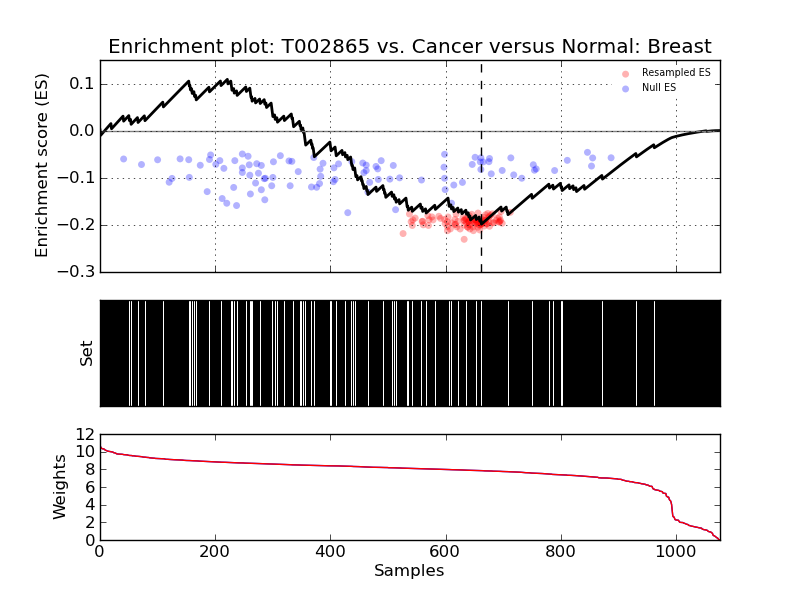 Enrichment plot: T002865 vs. Cancer versus Normal: Breast
Enrichment score (ES)
0.1
0.0
−0.1
−0.2
−0.3
Resampled ES
Null ES
Set
Weights
12
10
8
6
4
2
0
0 200 400 600 800 1000
Samples